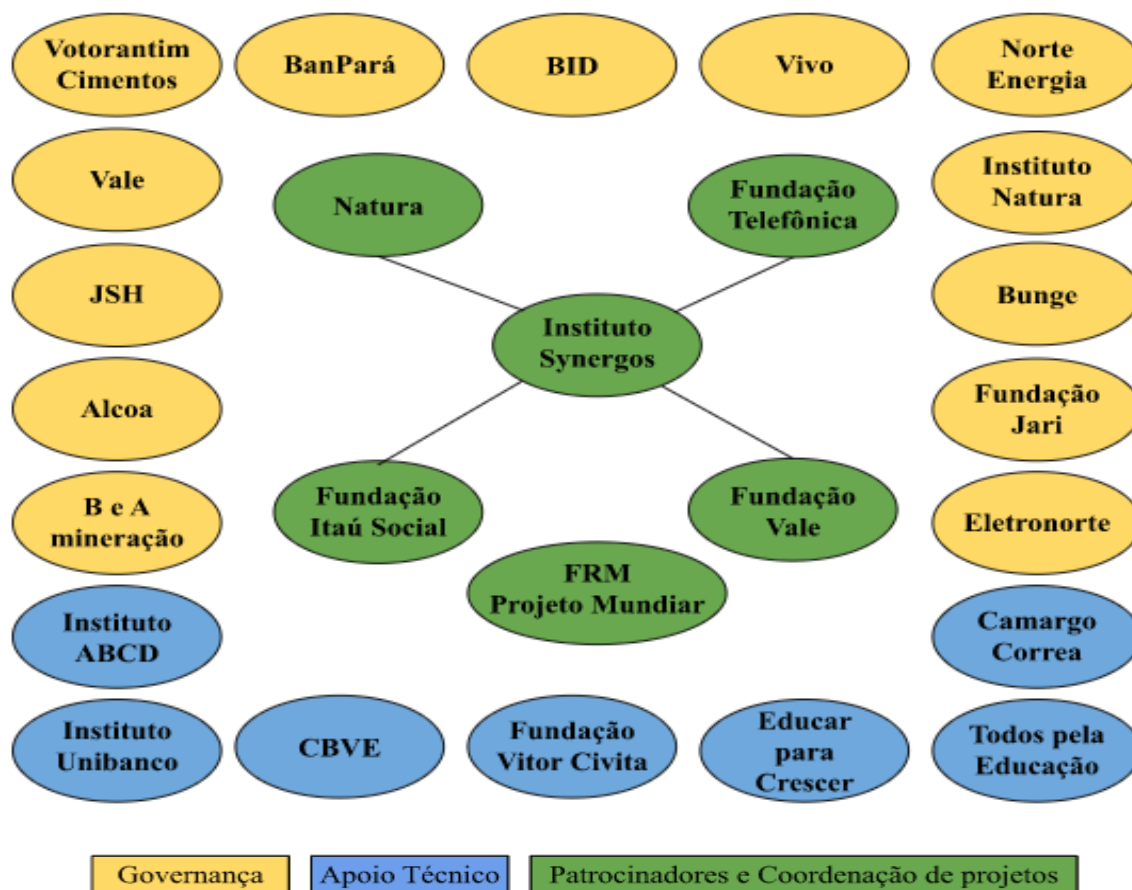 Votorantim
Cimentos
BanPará
BID
Vivo
Norte
Energia
Vale
Natura
Fundação
Telefônica
Instituto
Natura
JSH
Instituto
Synergos
Bunge
Alcoa
Fundação
Jari
B e A
mineração
Fundação
Itaú Social
Fundação
Vale
Eletronorte
FRM
Projeto Mundiar
Instituto
ABCD
Camargo
Correa
Instituto
Unibanco
CBVE
Fundação
Vitor Civita
Educar
para
Crescer
Todos pela
Educação
Governança
Apoio Técnico
Patrocinadores e Coordenação de projetos